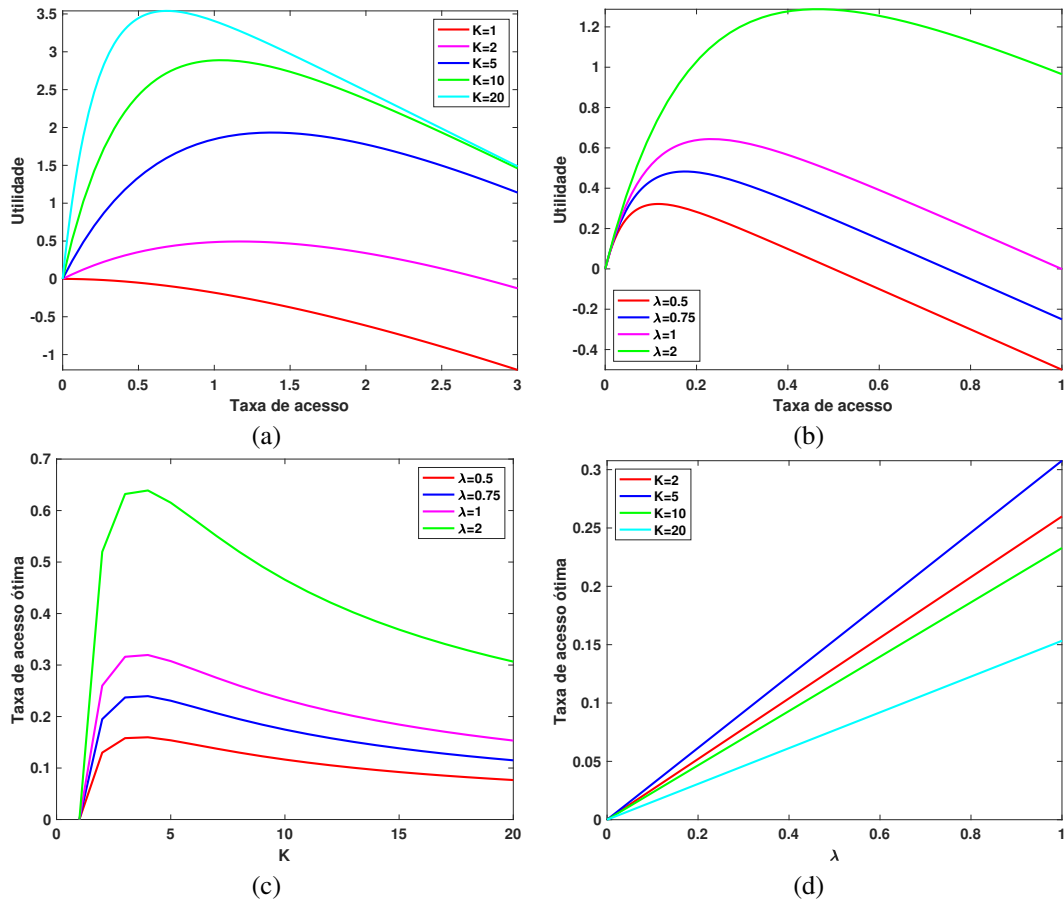 3.5
3
2.5
2
1.5
1
0.5
0
-0.5
-1
Utilidade
0 0.5 1 1.5 2 2.5 3
Taxa de acesso
K=1
K=2
K=5
K=10
K=20
(a)
1.2
1
0.8
0.6
0.4
0.2
0
-0.2
-0.4
Utilidade
0 0.2 0.4 0.6 0.8 1
Taxa de acesso
λ=0.5
λ=0.75
λ=1
λ=2
(b)
0.7
0.6
0.5
0.4
0.3
0.2
0.1
0
Taxa de acesso ótima
0 5 10 15 20
K
λ=0.5
λ=0.75
λ=1
λ=2
(c)
0.3
0.25
0.2
0.15
0.1
0.05
0
Taxa de acesso ótima
0 0.2 0.4 0.6 0.8 1
λ
K=2
K=5
K=10
K=20
(d)